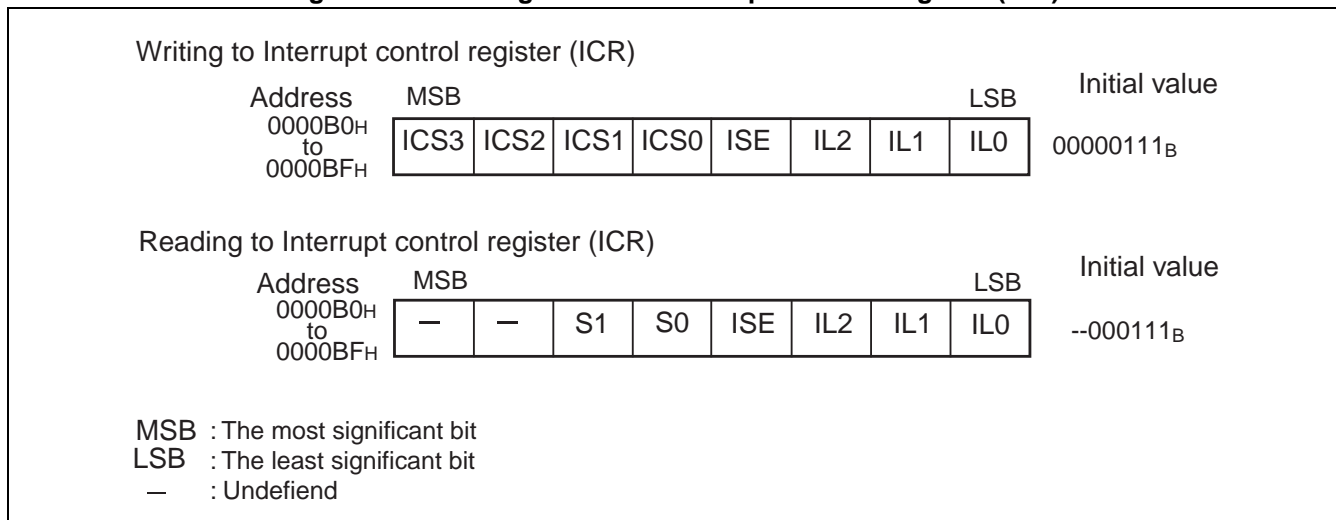 Writing to Interrupt control register (ICR)
Address MSB LSB Initial value
0000B0H
to
0000BFH
ICS3 ICS2 ICS1 ICS0 ISE IL2 IL1 IL0 00000111B
Reading to Interrupt control register (ICR)
Address MSB LSB Initial value
0000B0H
to
0000BFH
— — S1 S0 ISE IL2 IL1 IL0 --000111B
MSB : The most significant bit
LSB : The least significant bit
— : Undefiend